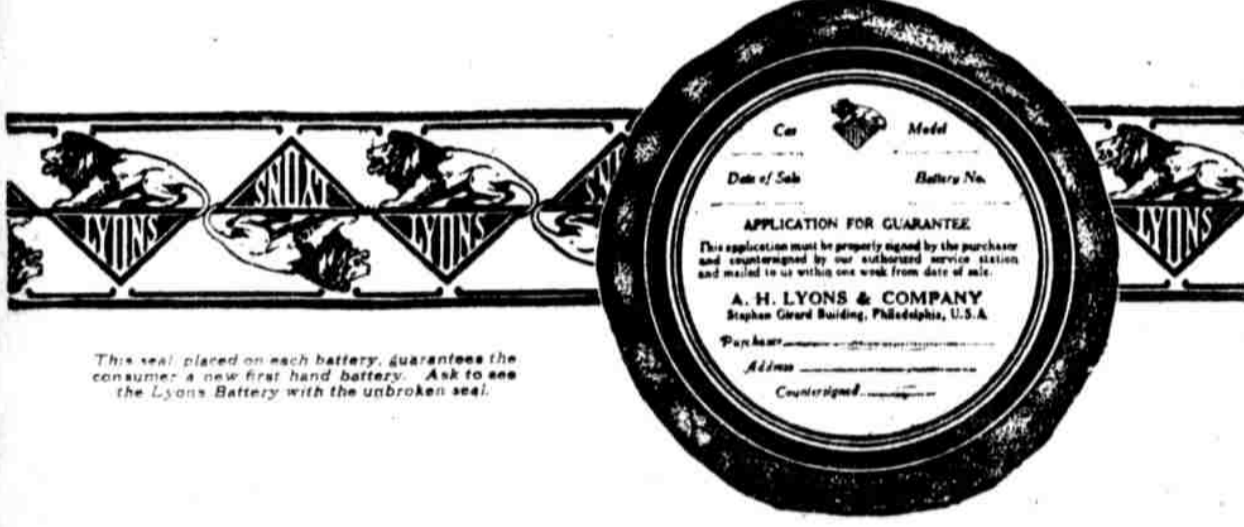 LYONS
LYONS
LYONS
LYONS
LYONS
Car Model
Date of Sale Battery No.
APPLICATION FOR GUARANTEE
This application must be properly signed by the purchaser
and countersigned by our authorized service station
and mailed to us within one week from date of sale.
A. H. LYONS & COMPANY
Stephen Girard Building, Philadelphia, U.S.A.
Purchaser
Address
Countersigned
This seal placed on each battery, guarantees the
consumer a new first hand battery. Ask to see
the Lyons Battery with the unbroken seal.